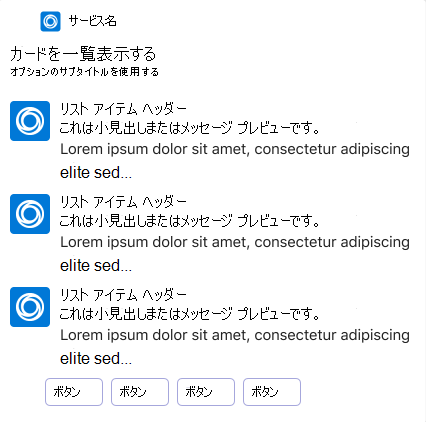 サービス名
カードを一覧表示する
オプションのサブタイトルを使用する
リスト アイテム ヘッダー
これは小見出しまたはメッセージ プレビューです。
Lorem ipsum dolor sit amet, consectetur adipiscing
elite sed...
リスト アイテム ヘッダー
これは小見出しまたはメッセージ プレビューです。
Lorem ipsum dolor sit amet, consectetur adipiscing
elite sed...
リスト アイテム ヘッダー
これは小見出しまたはメッセージ プレビューです。
Lorem ipsum dolor sit amet, consectetur adipiscing
elite sed...
ボタン ボタン ボタン ボタン